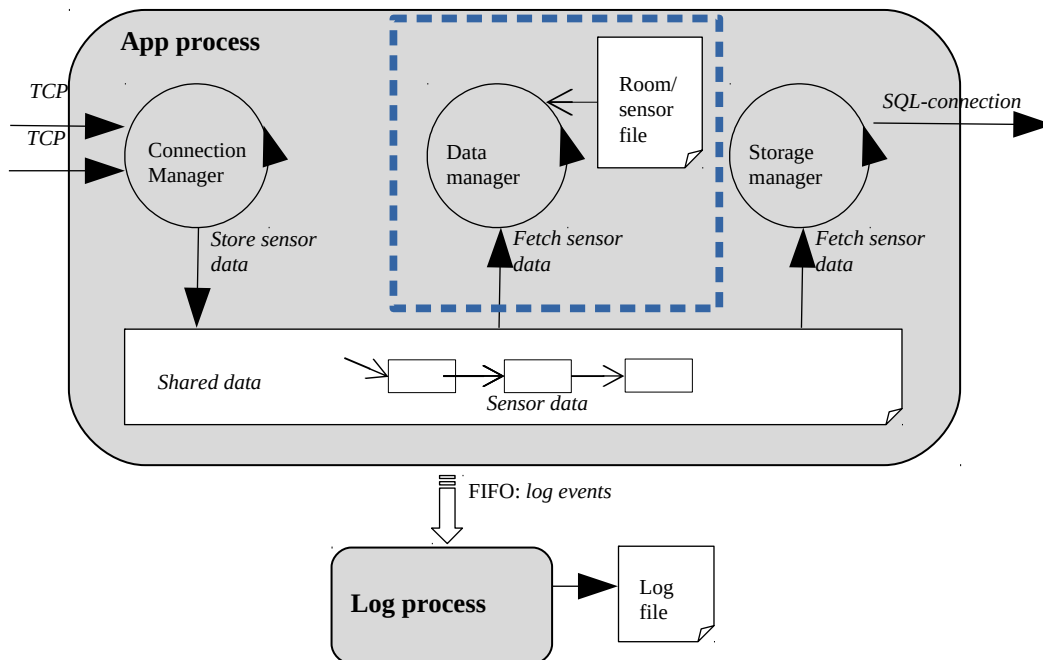 App process
TCP
TCP
Connection
Manager
Data
manager
Room/
sensor
file
Storage
manager
SQL-connection
Store sensor
data
Fetch sensor
data
Fetch sensor
data
Shared data
Sensor data
FIFO: log events
Log process
Log
file